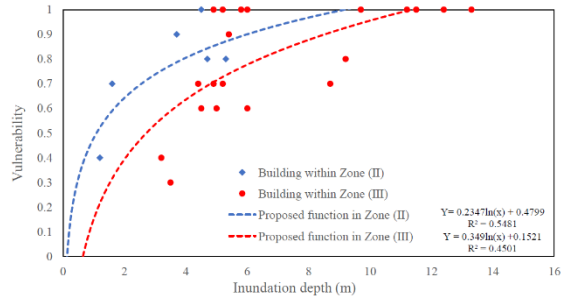 1
0.9
0.8
0.7
0.6
0.5
0.4
0.3
0.2
0.1
0
Vulnerability
Building within Zone (II)
Building within Zone (III)
Proposed function in Zone (II)
Proposed function in Zone (III)
Y= 0.2347ln(x) + 0.4799
R² = 0.5481
Y= 0.349ln(x) +0.1521
R² = 0.4501
0 2 4 6 8 10 12 14
Inundation depth (m)